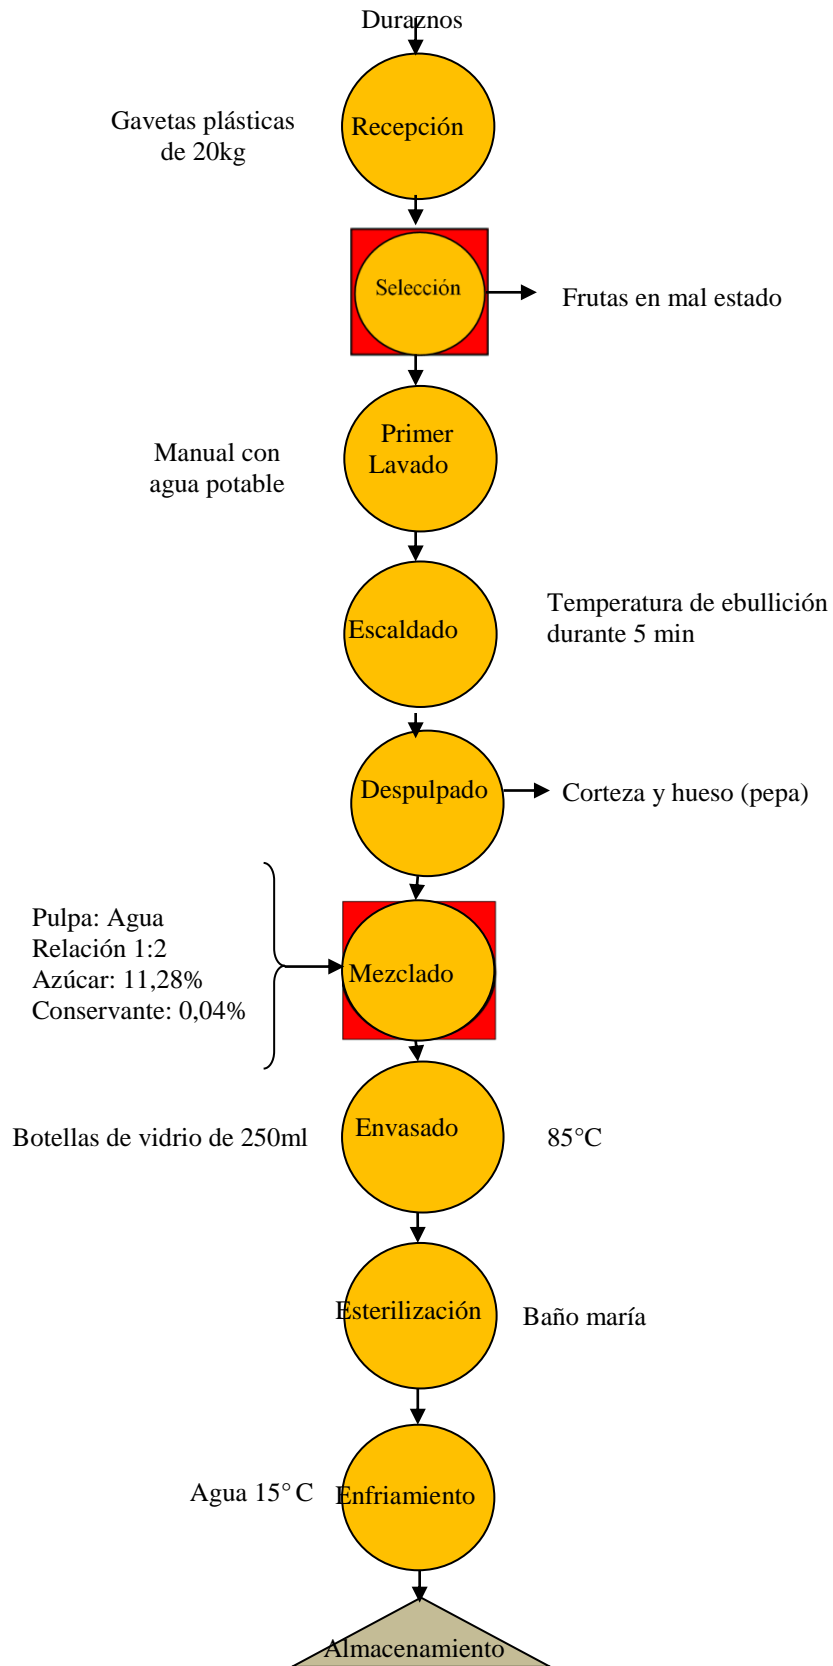 Duraznos
Gavetas plásticas
de 20kg
Recepción
Selección
Frutas en mal estado
Manual con
agua potable
Primer
Lavado
Escaldado
Temperatura de ebullición
durante 5 min
Despulpado
Corteza y hueso (pepa)
Pulpa: Agua
Relación 1:2
Azúcar: 11,28%
Conservante: 0,04%
Mezclado
Botellas de vidrio de 250ml
Envasado
85°C
Esterilización
Baño maría
Agua 15° C
Enfriamiento
Almacenamiento